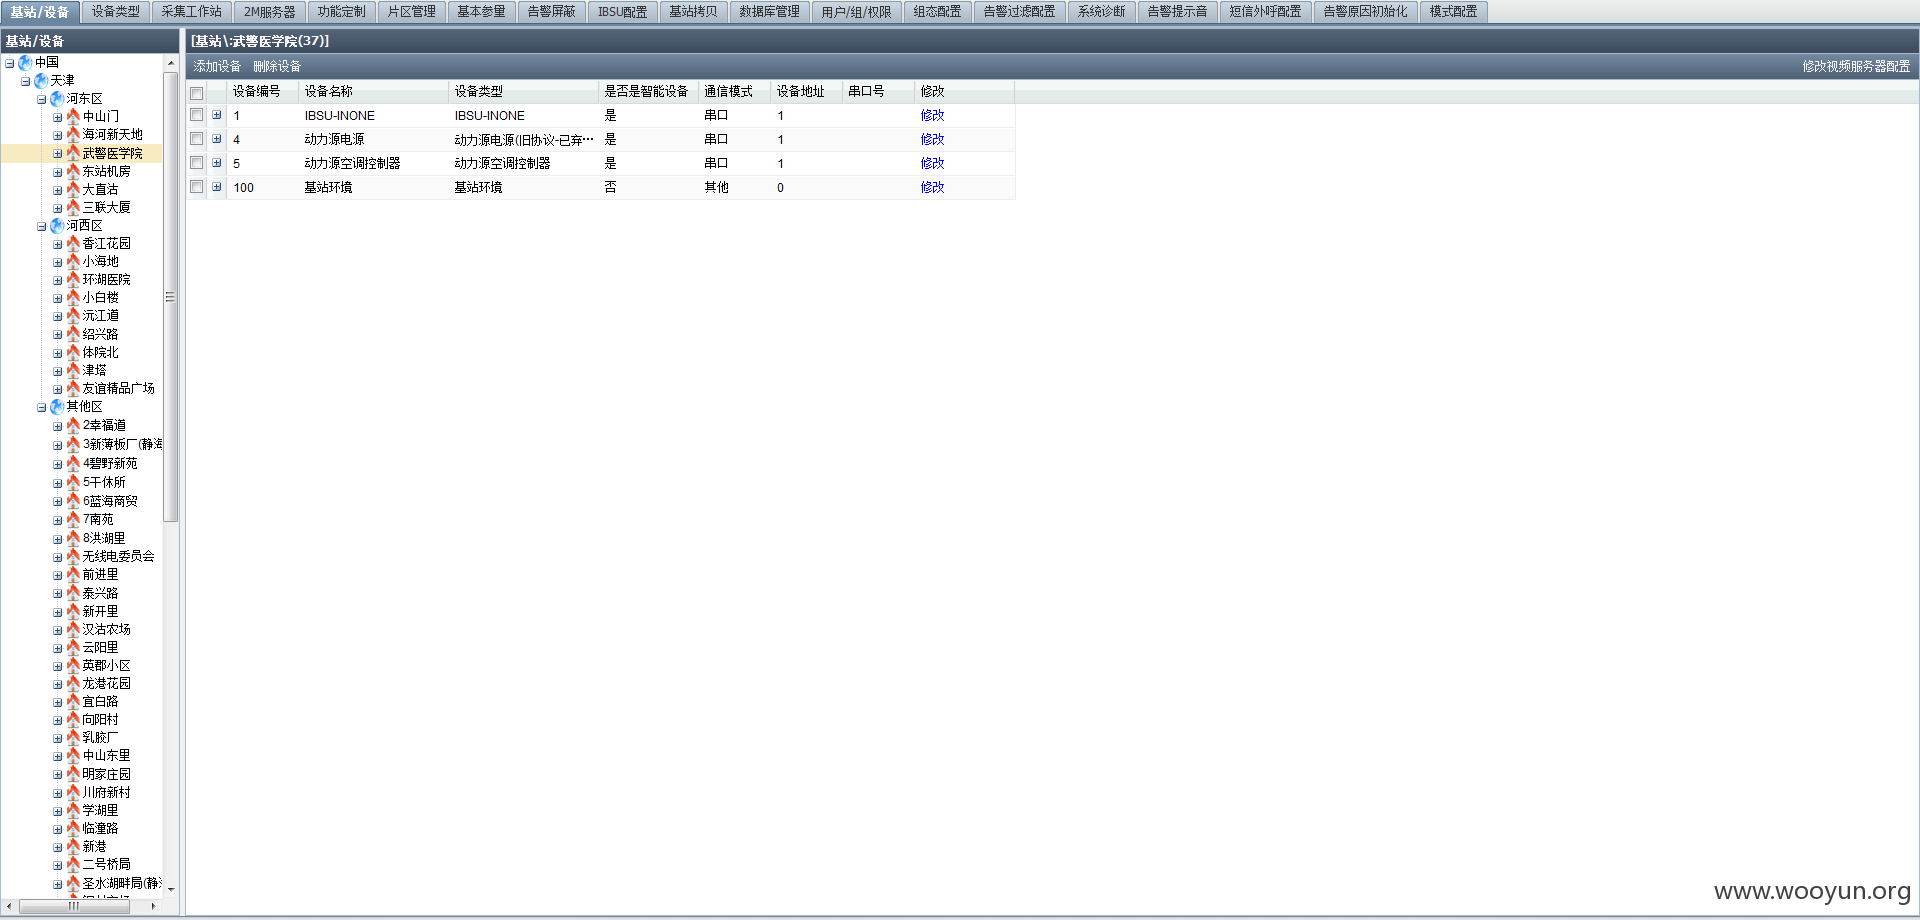 基站/设备 设备类型 采集工作站 2M服务器 功能定制 片区管理 基本参量 告警屏蔽 IBSU配置 基站拷贝 数据库管理 用户/组/权限 组态配置 告警过滤配置 系统诊断 告警提示音 短信外呼配置 告警原因初始化 模式配置
基站/设备
中国
天津
河东区
中山门
海河新天地
武警医学院
东站机房
大直沽
三联大厦
河西区
香江花园
小海地
环湖医院
小白楼
沅江道
绍兴路
体院北
津塔
友谊精品广场
其他区
2幸福道
3新薄板厂(静海
4碧野新苑
5干休所
6蓝海商贸
7南苑
8洪湖里
无线电委员会
前进里
泰兴路
新开里
汉沽农场
云阳里
英郡小区
龙港花园
宜白路
向阳村
乳胶厂
中山东里
明家庄园
川府新村
学湖里
临潼路
新港
二号桥局
圣水湖畔局(静
[基站\:武警医学院(37)]
添加设备 删除设备 修改视频服务器配置
设备编号 设备名称 设备类型 是否是智能设备 通信模式 设备地址 串口号 修改
1 IBSU-INONE IBSU-INONE 是 串口 1 修改
4 动力源电源 动力源电源(旧协议-已弃… 是 串口 1 修改
5 动力源空调控制器 动力源空调控制器 是 串口 1 修改
100 基站环境 基站环境 否 其他 0 修改
www.wooyun.org